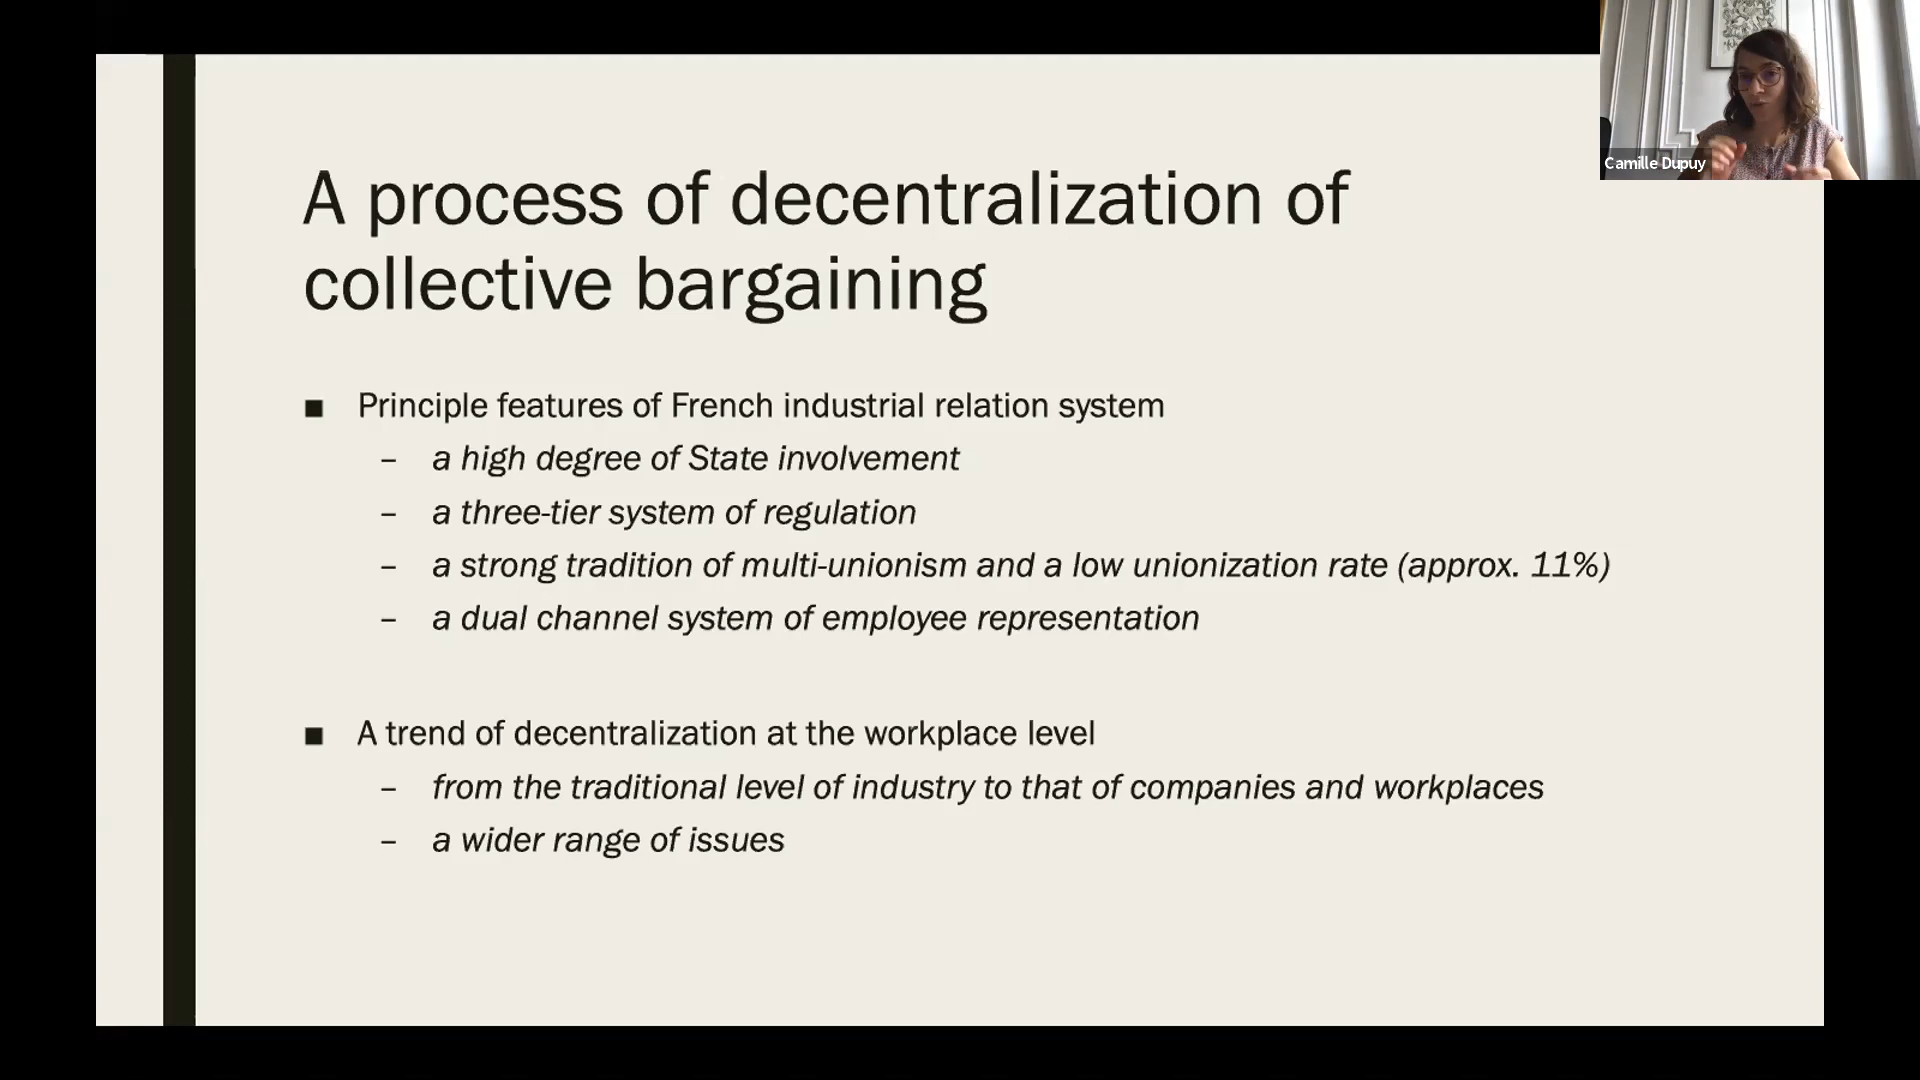 A process of decentralization of
collective bargaining
■ Principle features of French industrial relation system
– a high degree of State involvement
– a three-tier system of regulation
– a strong tradition of multi-unionism and a low unionization rate (approx. 11%)
– a dual channel system of employee representation
■ A trend of decentralization at the workplace level
– from the traditional level of industry to that of companies and workplaces
– a wider range of issues
Camille Dupuy